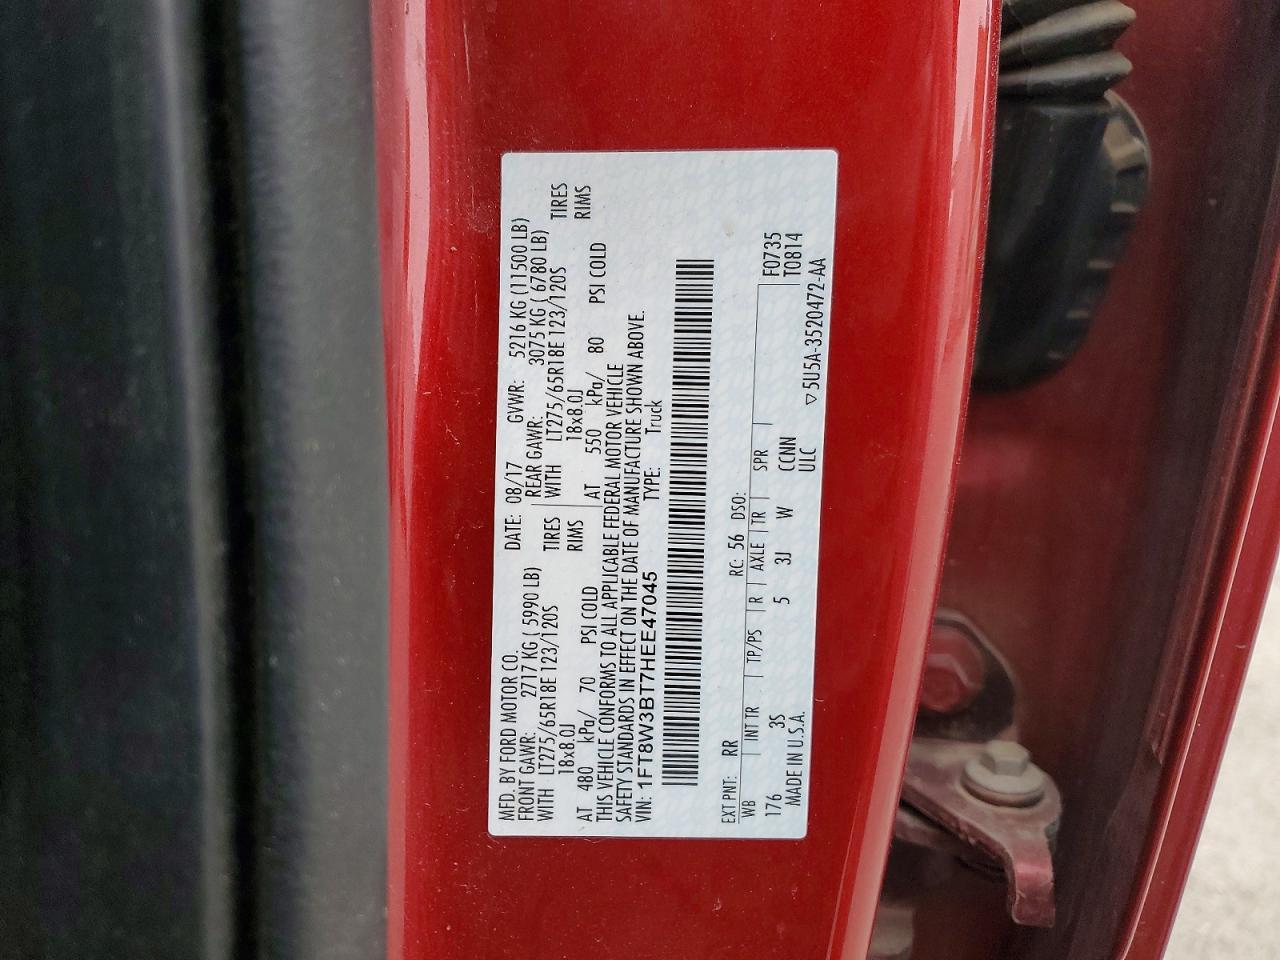 MFD. BY FORD MOTOR CO.
DATE: 08/17 GVWR: 5216 KG (11500 LB)
FRONT GAWR: 2717 KG ( 5990 LB)
REAR GAWR: 3075 KG ( 6780 LB)
WITH LT275/65R18E 123/120S TIRES
WITH LT275/65R18E 123/120S TIRES
18x8.0J RIMS
18x8.0J RIMS
AT 480 kPa/ 70 PSI COLD
AT 550 kPa/ 80 PSI COLD
THIS VEHICLE CONFORMS TO ALL APPLICABLE FEDERAL MOTOR VEHICLE
SAFETY STANDARDS IN EFFECT ON THE DATE OF MANUFACTURE SHOWN ABOVE.
VIN: 1FT8W3BT7HEE47045 TYPE: Truck
EXT PNT: RR RC: 56 DSO:
WB INT TR TP/PS R AXLE TR SPR F0735
176 3S 5 3J W CCNN T0814
MADE IN U.S.A. ULC
▽5U5A-3520472-AA